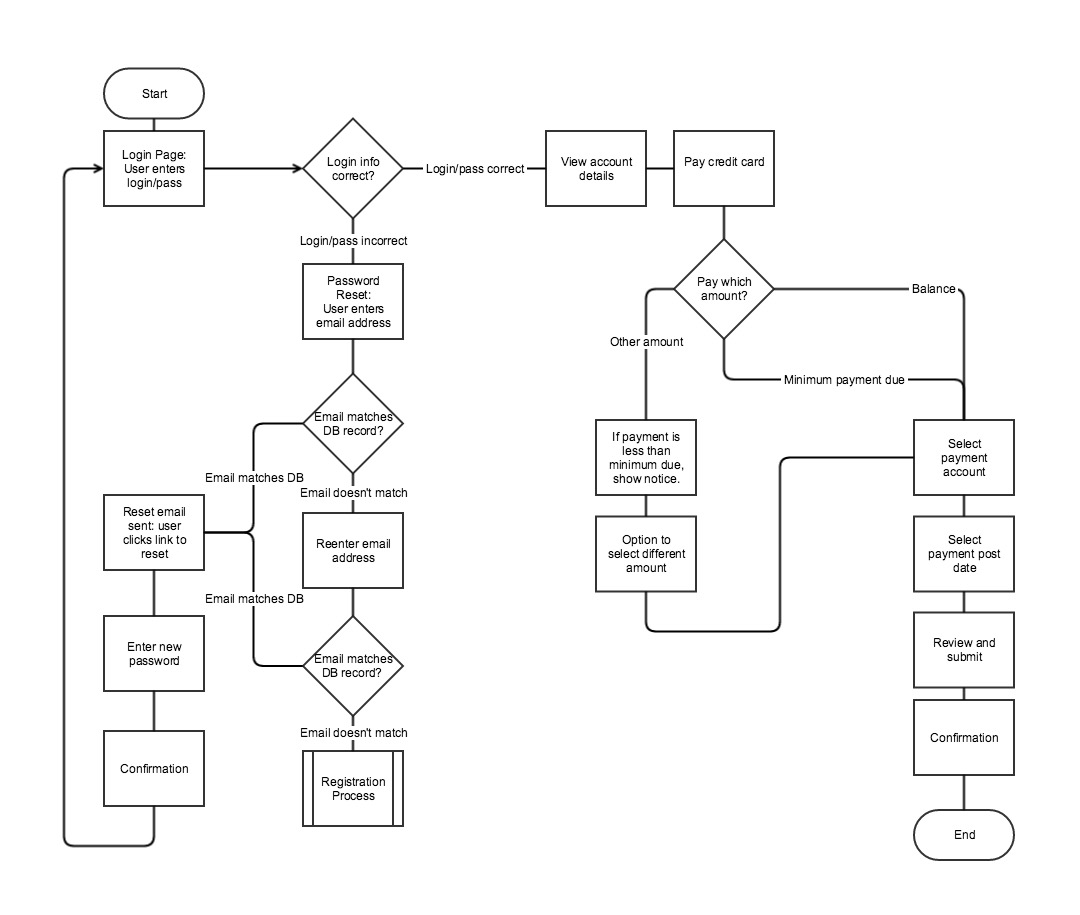 Start
Login Page:
User enters
login/pass
Login info
correct?
Login/pass correct
View account
details
Pay credit card
Login/pass incorrect
Password
Reset:
User enters
email address
Pay which
amount?
Balance
Other amount
Minimum payment due
Email matches
DB record?
Email matches DB
Email doesn't match
If payment is
less than
minimum due,
show notice.
Select
payment
account
Reset email
sent: user
clicks link to
reset
Reenter email
address
Option to
select different
amount
Select
payment post
date
Email matches DB
Enter new
password
Email matches
DB record?
Review and
submit
Email doesn't match
Confirmation
Registration
Process
Confirmation
End